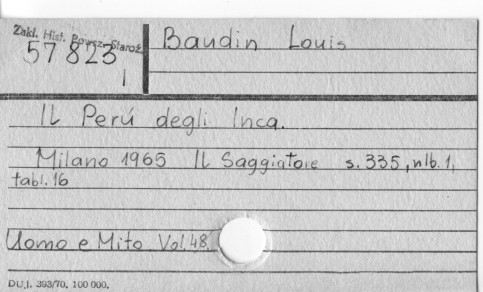 Zakł. Hist. Powsz. Staroż.
57823
1
Baudin Louis
Il Perú degli Inca.
Milano 1965 Il Saggiatore s. 335, nlb. 1,
tabl. 16
Uomo e Mito Vol. 48.
DUJ. 393/70. 100 000.